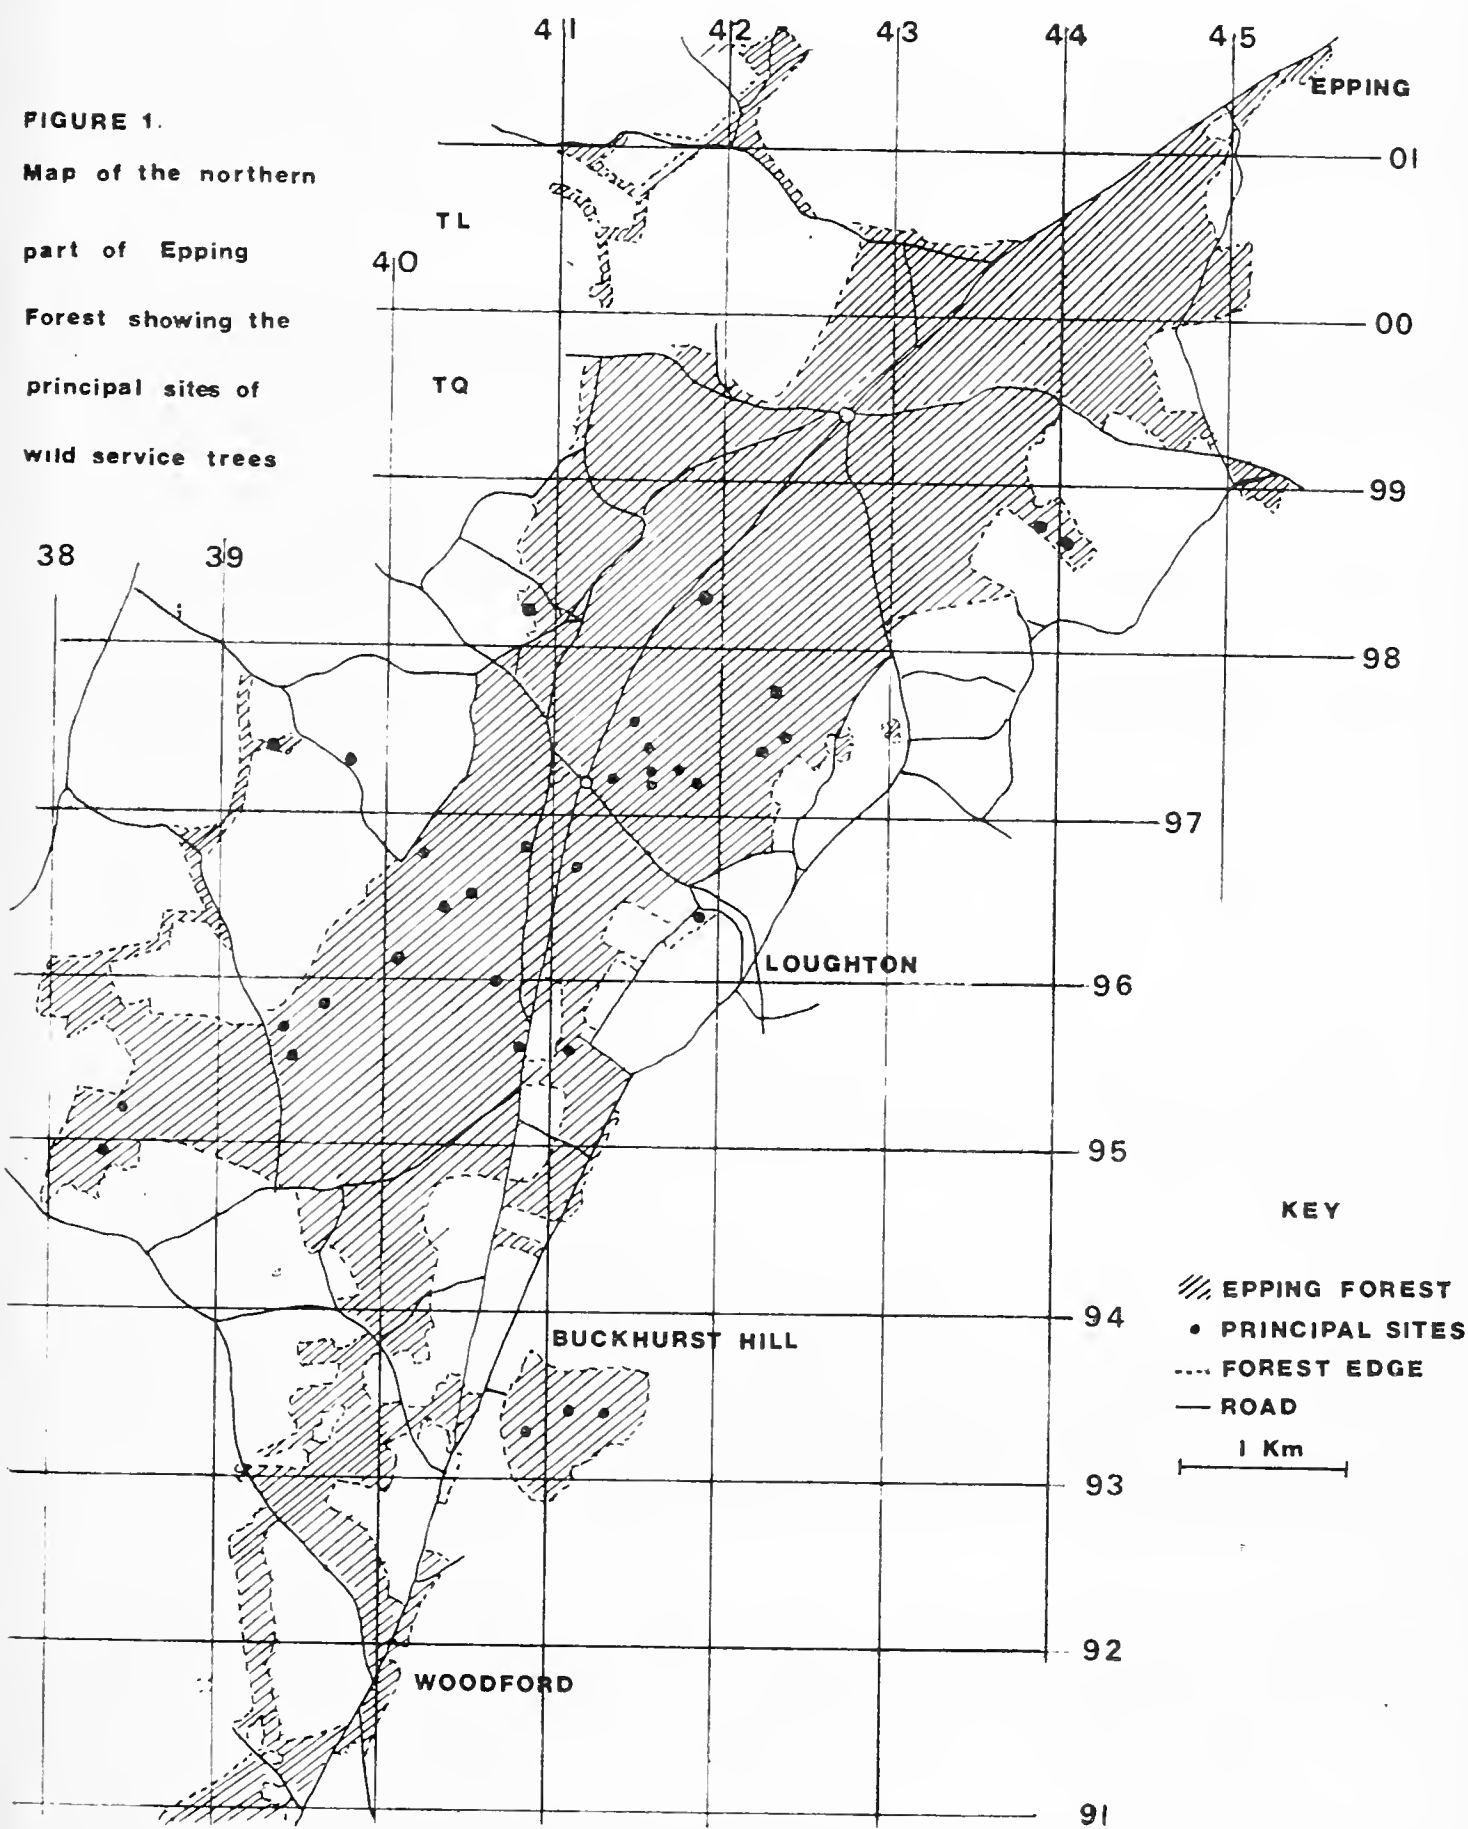 41 42 43 44 45
EPPING
FIGURE 1.
01
Map of the northern
TL
part of Epping
40
Forest showing the
00
principal sites of
TQ
wild service trees
99
38 39
98
97
LOUGHTON
96
95
KEY
EPPING FOREST
94
PRINCIPAL SITES
BUCKHURST HILL
FOREST EDGE
ROAD
1 Km
93
92
WOODFORD
91